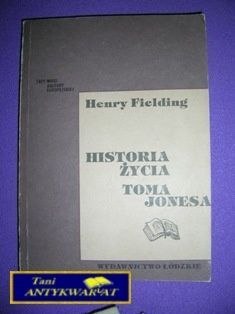 Henry Fielding
HISTORIA
ŻYCIA
TOMA
JONESA
WYDAWNICTWO ŁÓDZKIE
Tani
ANTYKWARIAT